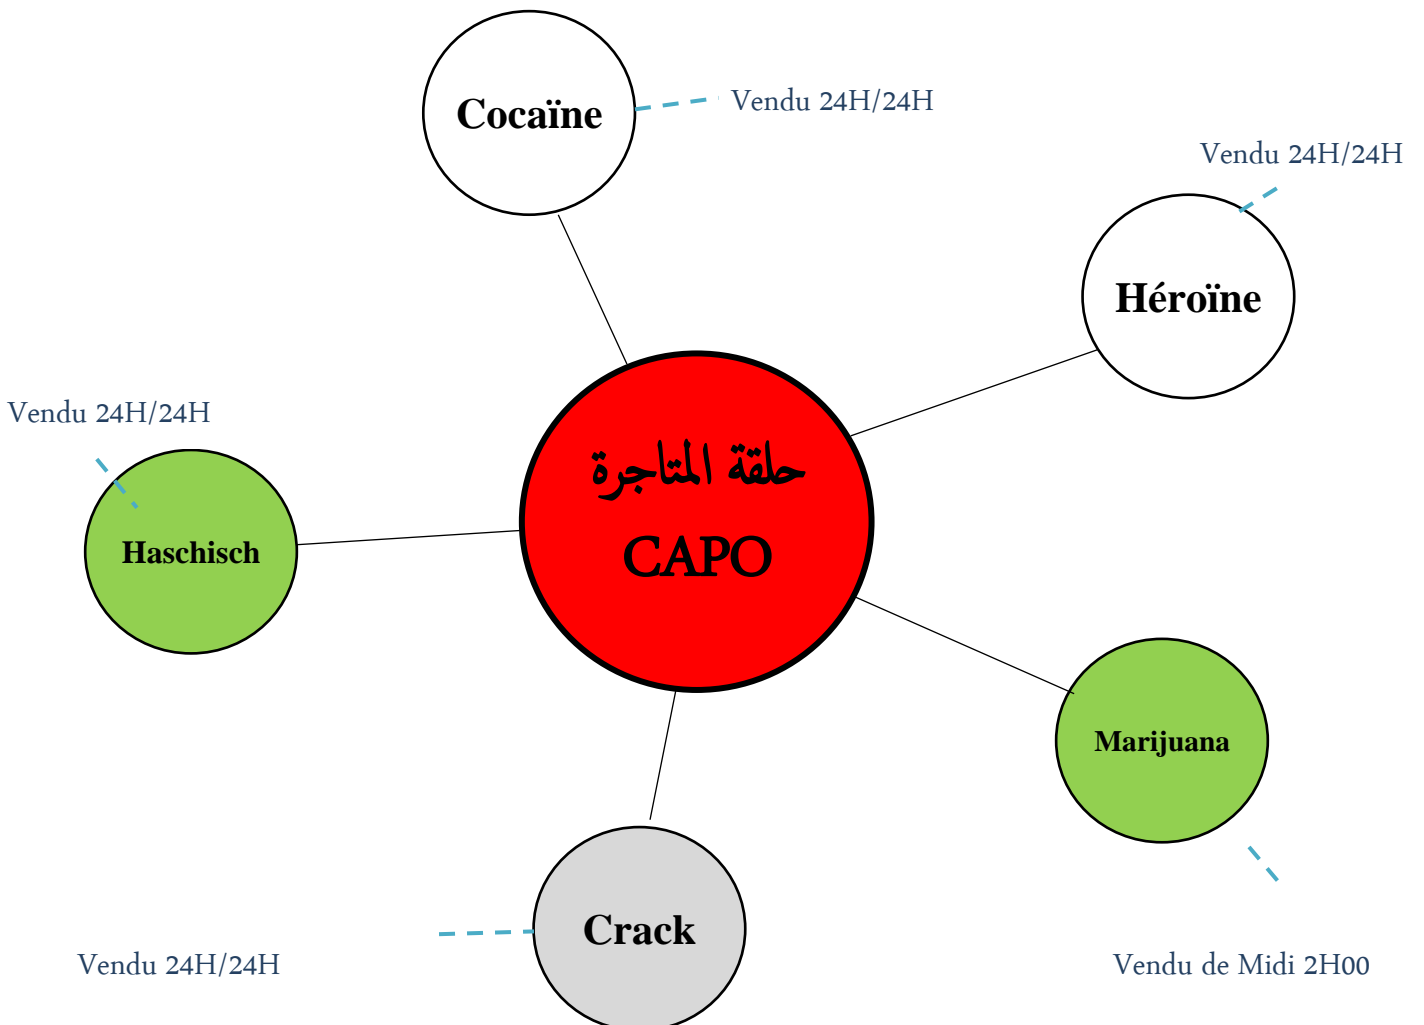 Cocaïne
Vendu 24H/24H
Vendu 24H/24H
Héroïne
Vendu 24H/24H
حلقة المتاجرة
CAPO
Haschisch
Marijuana
Crack
Vendu 24H/24H
Vendu de Midi 2H00